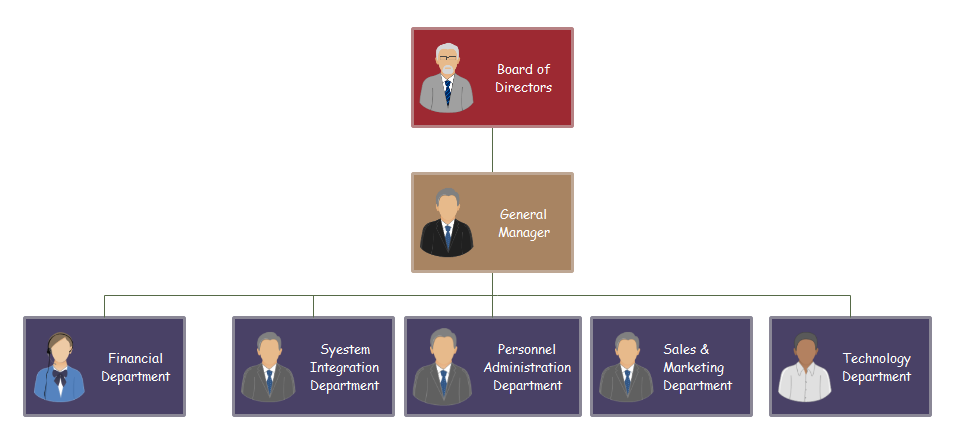 Board of
Directors
General
Manager
Financial
Department
Syestem
Integration
Department
Personnel
Administration
Department
Sales &
Marketing
Department
Technology
Department